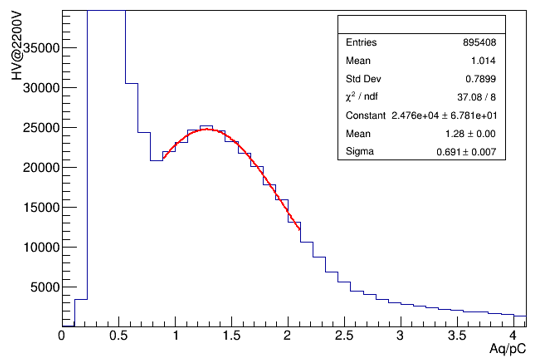 HV@2200V
35000
30000
25000
20000
15000
10000
5000
0
0 0.5 1 1.5 2 2.5 3 3.5 4
Aq/pC
Entries 895408
Mean 1.014
Std Dev 0.7899
χ² / ndf 37.08 / 8
Constant 2.476e+04 ± 6.781e+01
Mean 1.28 ± 0.00
Sigma 0.691 ± 0.007